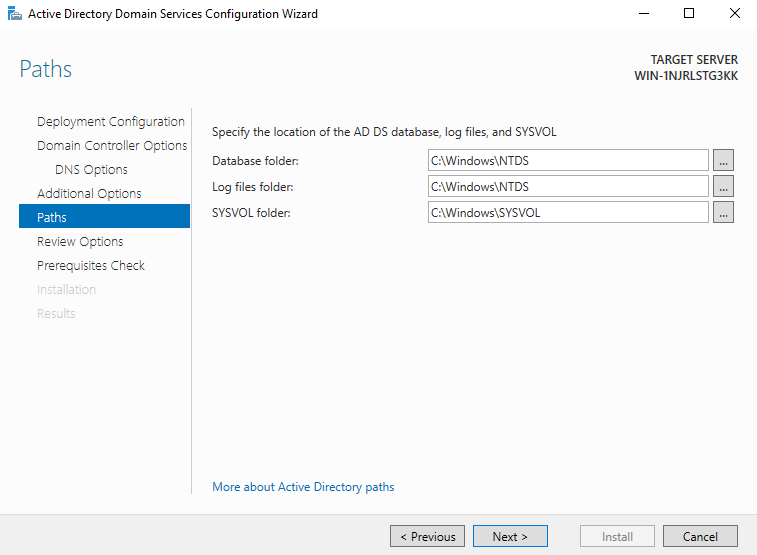 Active Directory Domain Services Configuration Wizard
Paths
TARGET SERVER
WIN-1NJRLSTG3KK
Deployment Configuration
Domain Controller Options
DNS Options
Additional Options
Paths
Review Options
Prerequisites Check
Installation
Results
Specify the location of the AD DS database, log files, and SYSVOL
Database folder: C:\Windows\NTDS ...
Log files folder: C:\Windows\NTDS ...
SYSVOL folder: C:\Windows\SYSVOL ...
More about Active Directory paths
< Previous Next > Install Cancel